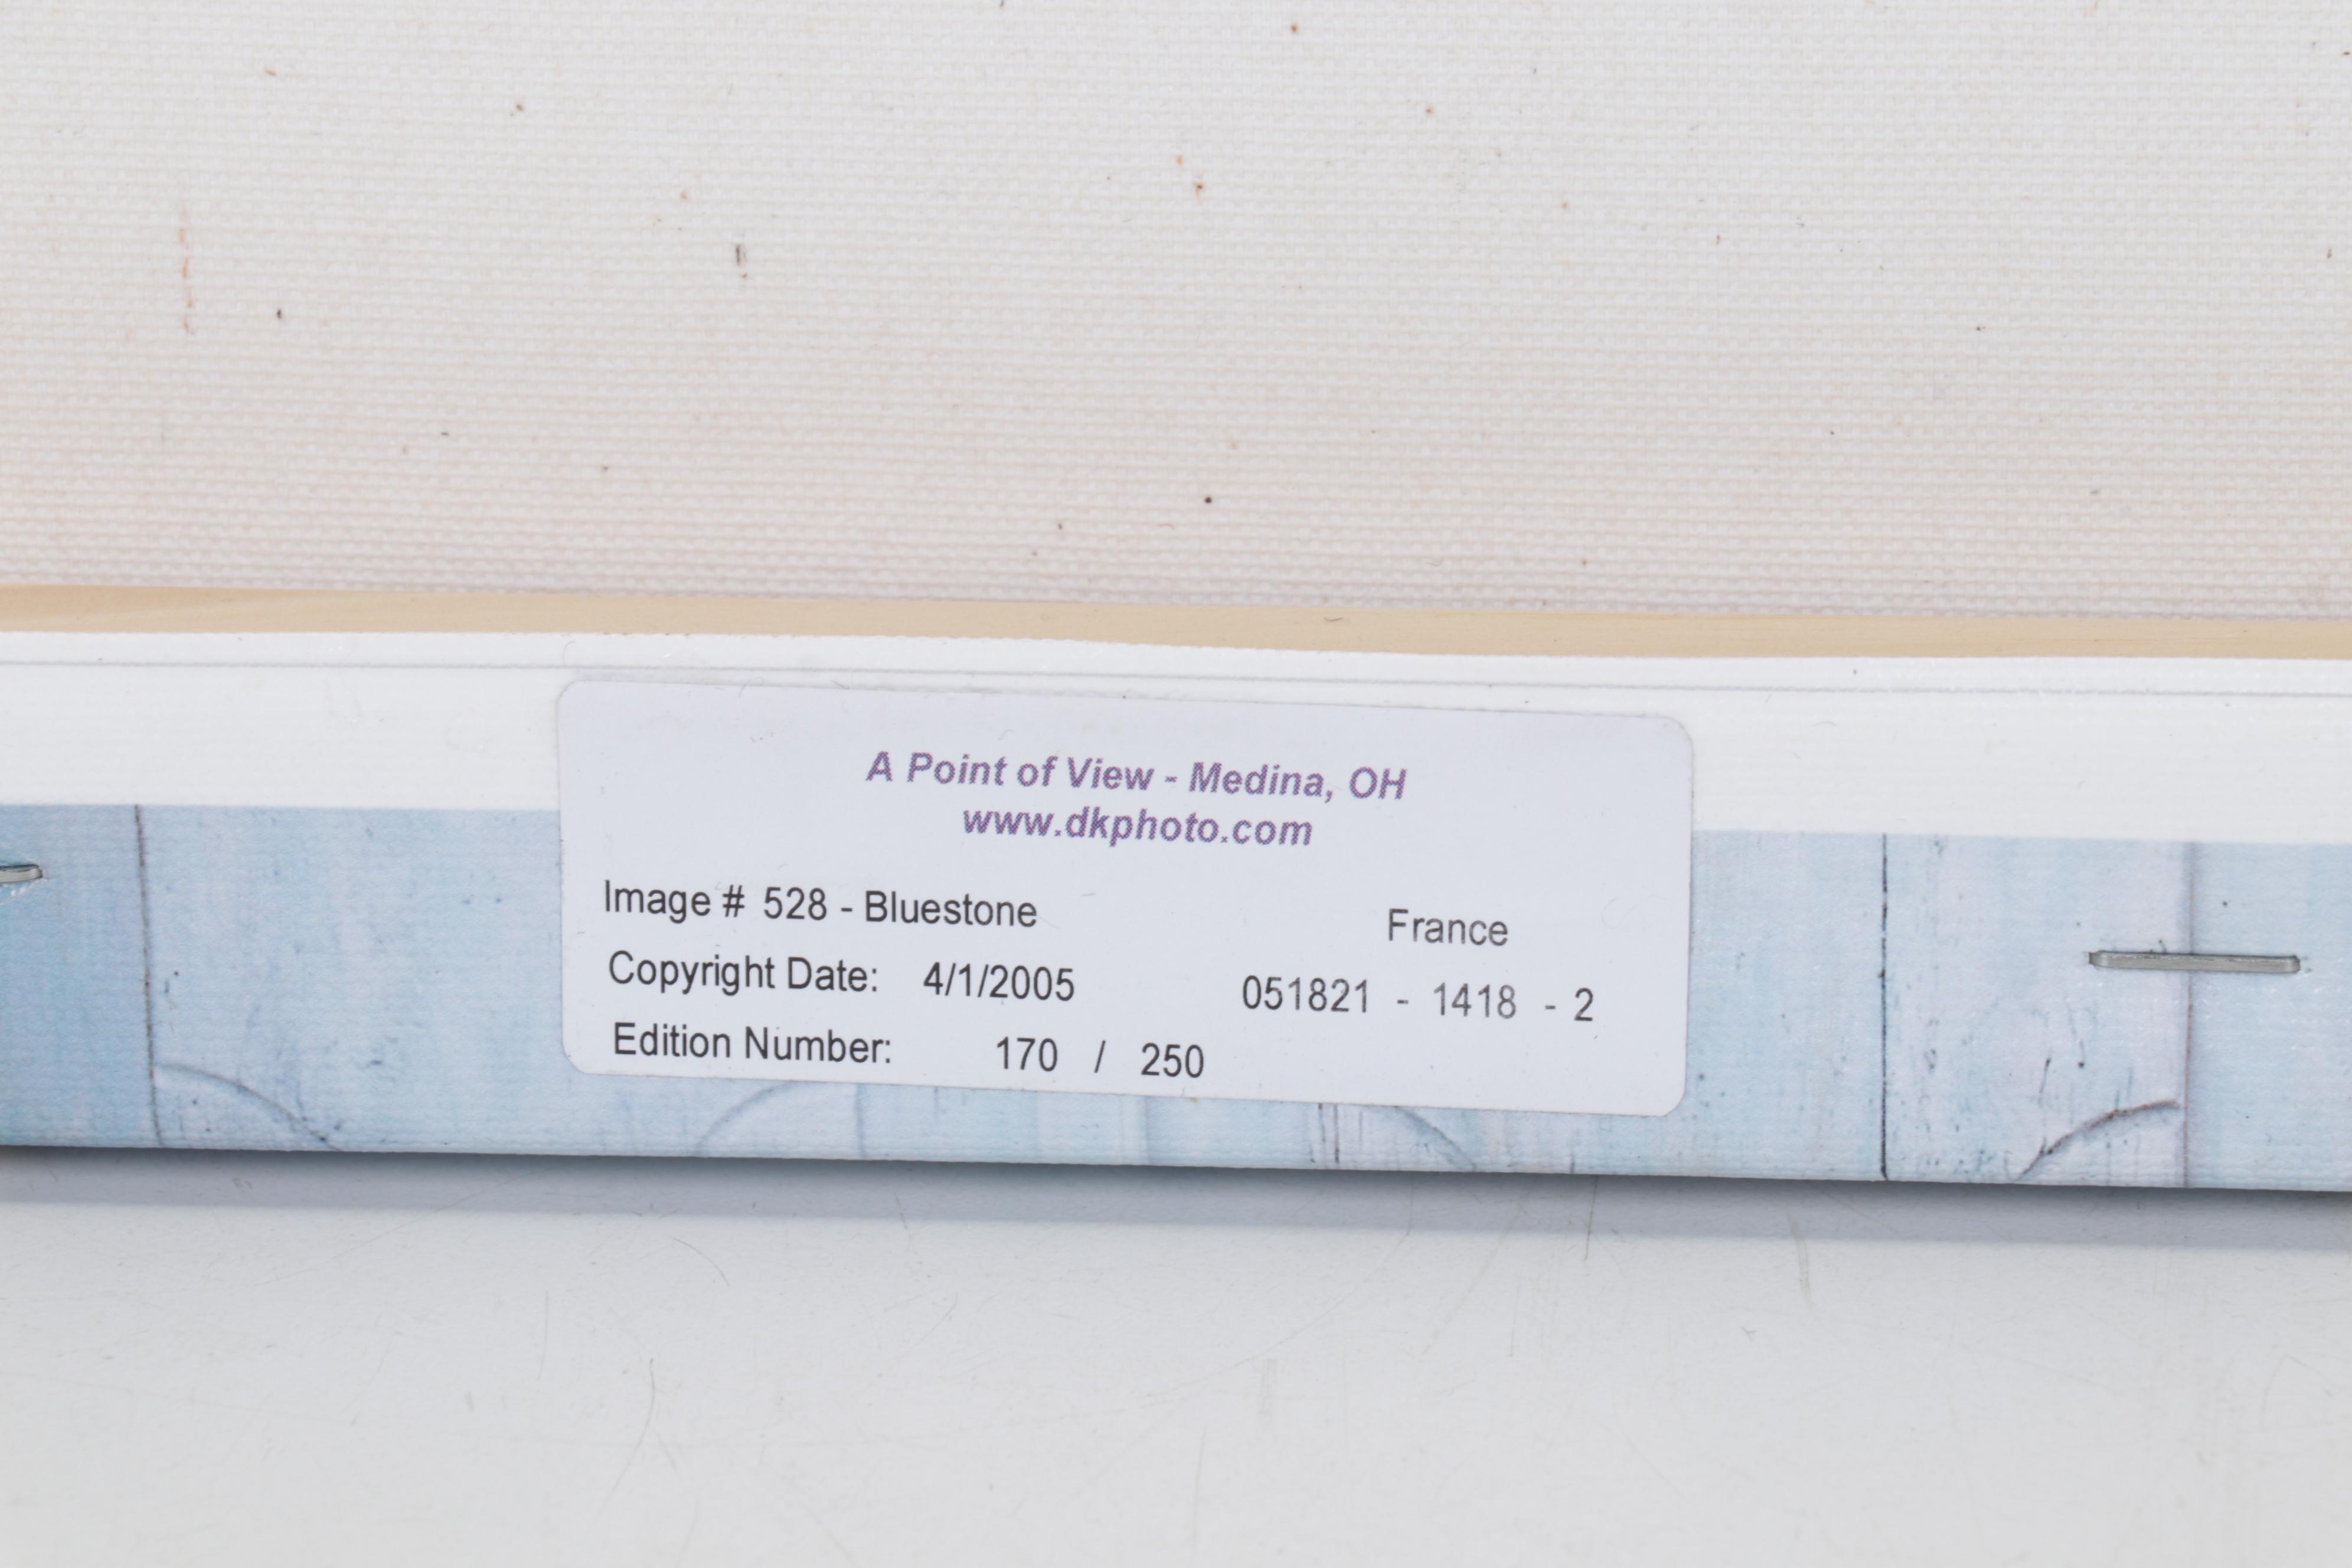 A Point of View - Medina, OH
www.dkphoto.com
Image # 528 - Bluestone
France
Copyright Date: 4/1/2005
051821 - 1418 - 2
Edition Number: 170 / 250